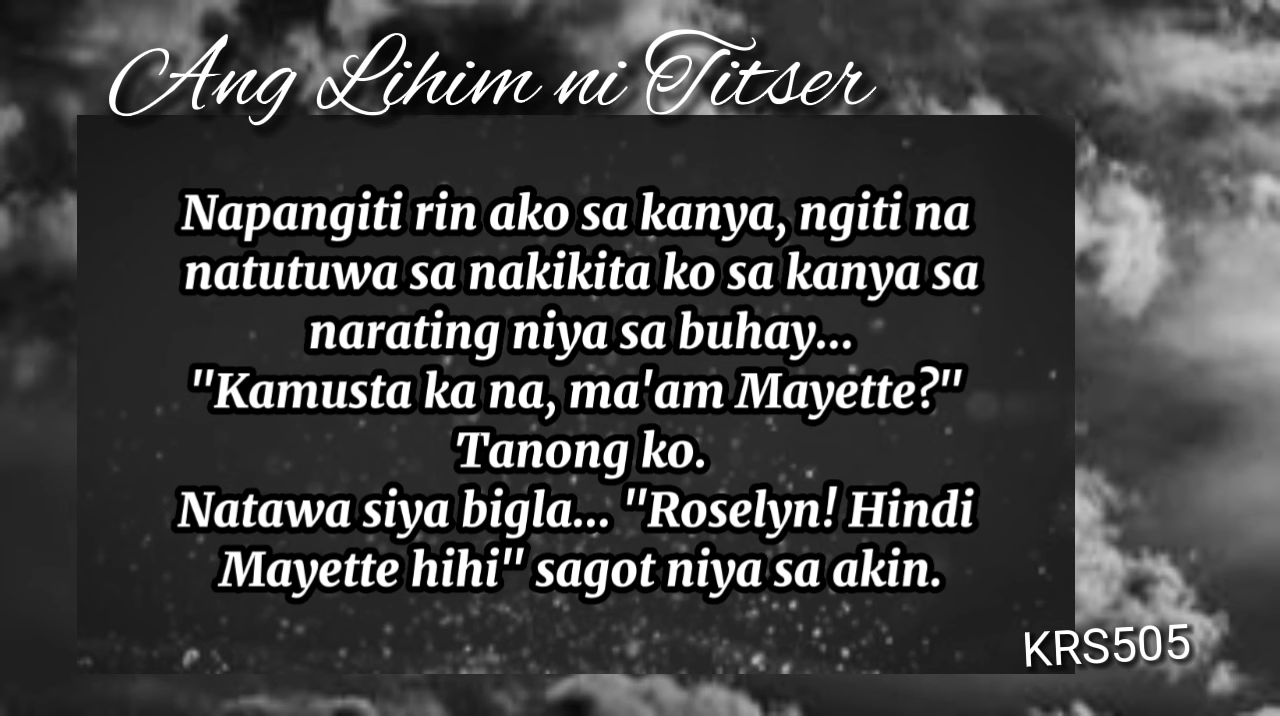 Ang Lihim ni Titser
Napangiti rin ako sa kanya, ngiti na
natutuwa sa nakikita ko sa kanya sa
narating niya sa buhay...
"Kamusta ka na, ma'am Mayette?"
Tanong ko.
Natawa siya bigla... "Roselyn! Hindi
Mayette hihi" sagot niya sa akin.
KRS505